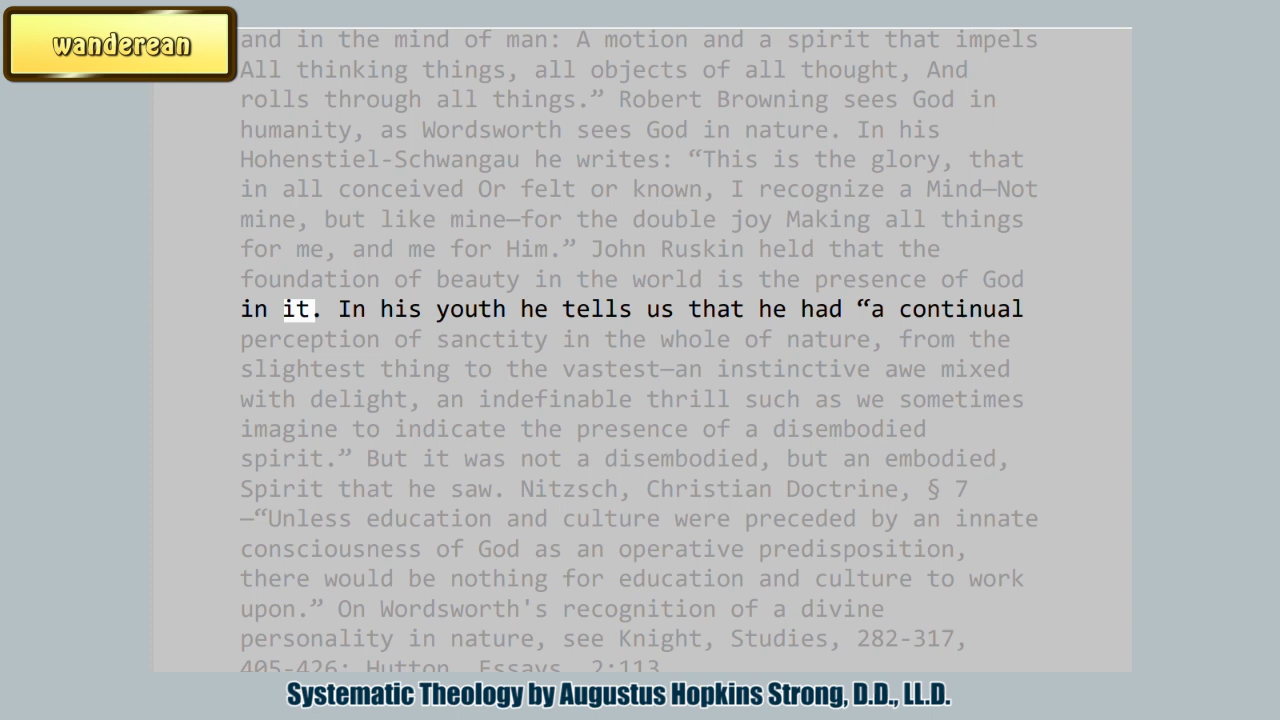 wanderean
and in the mind of man: A motion and a spirit that impels
All thinking things, all objects of all thought, And
rolls through all things.” Robert Browning sees God in
humanity, as Wordsworth sees God in nature. In his
Hohenstiel-Schwangau he writes: “This is the glory, that
in all conceived Or felt or known, I recognize a Mind—Not
mine, but like mine—for the double joy Making all things
for me, and me for Him.” John Ruskin held that the
foundation of beauty in the world is the presence of God
in it. In his youth he tells us that he had “a continual
perception of sanctity in the whole of nature, from the
slightest thing to the vastest—an instinctive awe mixed
with delight, an indefinable thrill such as we sometimes
imagine to indicate the presence of a disembodied
spirit.” But it was not a disembodied, but an embodied,
Spirit that he saw. Nitzsch, Christian Doctrine, § 7
—“Unless education and culture were preceded by an innate
consciousness of God as an operative predisposition,
there would be nothing for education and culture to work
upon.” On Wordsworth's recognition of a divine
personality in nature, see Knight, Studies, 282-317,
405-426; Hutton, Essays, 2:113
Systematic Theology by Augustus Hopkins Strong, D.D., LL.D.